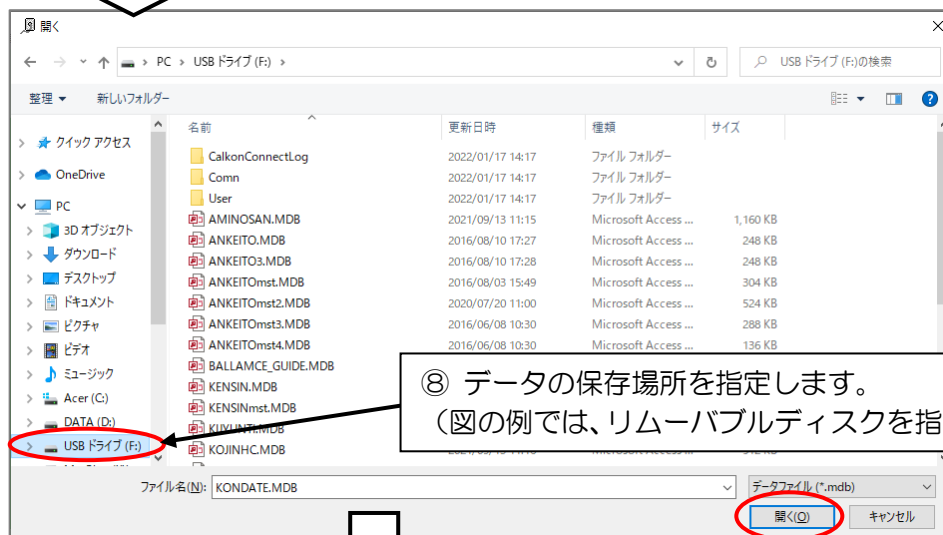 開く
PC › USB ドライブ (F:) ›
USB ドライブ (F:)の検索
整理 新しいフォルダー
名前 更新日時 種類 サイズ
クイック アクセス
OneDrive
PC
3D オブジェクト
ダウンロード
デスクトップ
ドキュメント
ピクチャ
ビデオ
ミュージック
Acer (C:)
DATA (D:)
USB ドライブ (F:)
CalkonConnectLog 2022/01/17 14:17 ファイル フォルダー
Comn 2022/01/17 14:17 ファイル フォルダー
User 2022/01/17 14:17 ファイル フォルダー
AMINOSAN.MDB 2021/09/13 11:15 Microsoft Access ... 1,160 KB
ANKEITO.MDB 2016/08/10 17:27 Microsoft Access ... 248 KB
ANKEITO3.MDB 2016/08/10 17:28 Microsoft Access ... 248 KB
ANKEITOmst.MDB 2016/08/03 15:49 Microsoft Access ... 304 KB
ANKEITOmst2.MDB 2020/07/20 11:00 Microsoft Access ... 524 KB
ANKEITOmst3.MDB 2016/06/08 10:30 Microsoft Access ... 288 KB
ANKEITOmst4.MDB 2016/06/08 10:30 Microsoft Access ... 136 KB
BALLAMCE_GUIDE.MDB
KENSIN.MDB
KENSINmst.MDB
KOJINHC.MDB
⑧ データの保存場所を指定します。
（図の例では、リムーバブルディスクを指
ファイル名(N): KONDATE.MDB データファイル (*.mdb)
開く(O) キャンセル